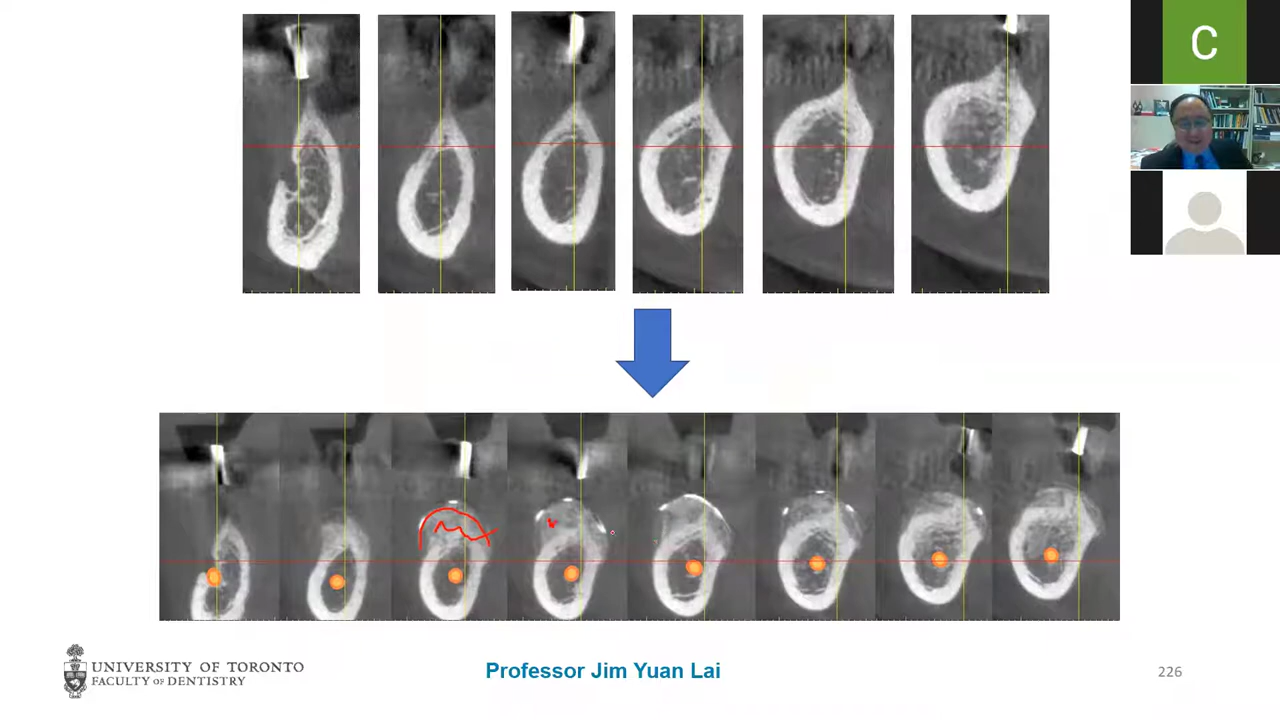 C
UNIVERSITY OF TORONTO
FACULTY OF DENTISTRY
Professor Jim Yuan Lai
226